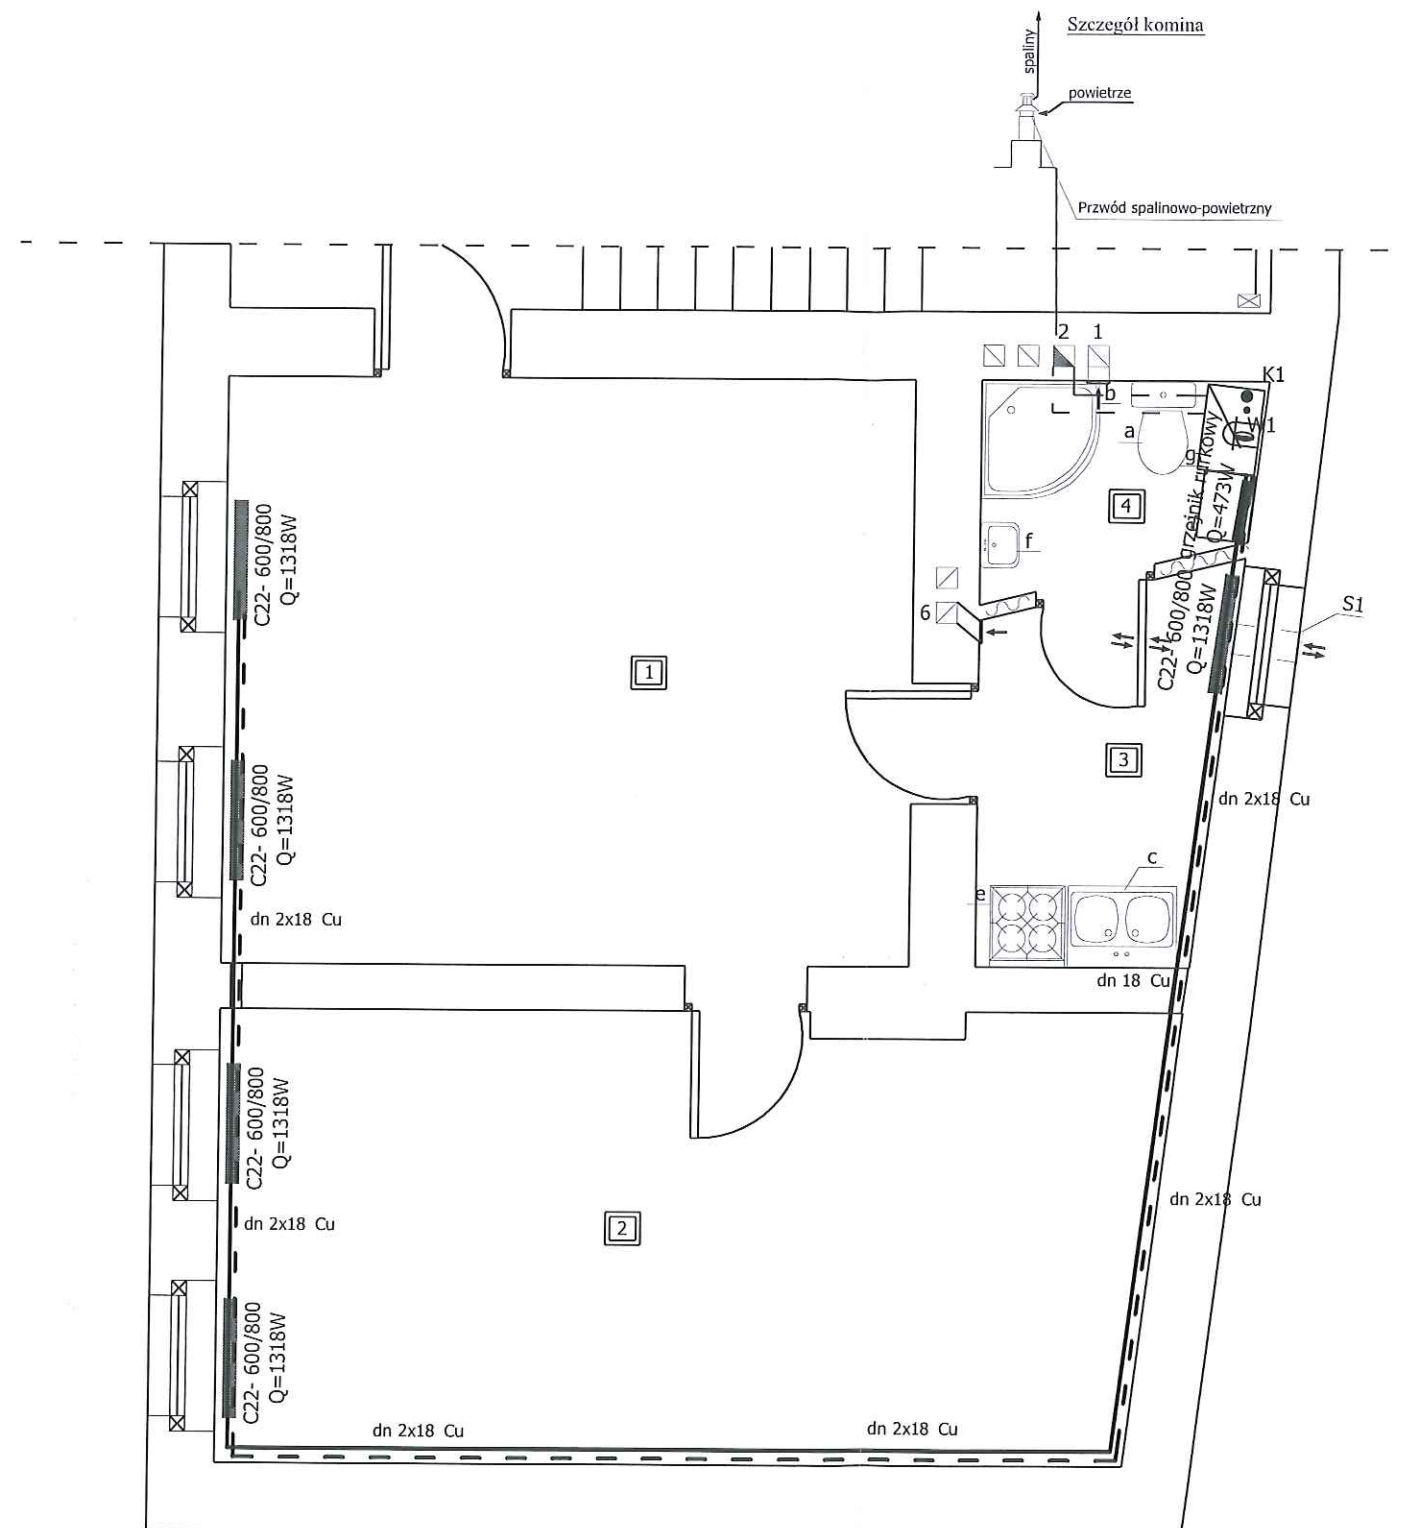 Szczegół komina
spaliny
powietrze
Przwód spalinowo-powietrzny
2
1
K1
b
a
W1
g
4
grzejnik rurkowy
Q=473W
f
C22- 600/800
Q=1318W
6
S1
C22- 600/800
Q=1318W
1
3
C22- 600/800
Q=1318W
dn 2x18 Cu
c
e
dn 2x18 Cu
dn 18 Cu
C22- 600/800
Q=1318W
dn 2x18 Cu
dn 2x18 Cu
2
C22- 600/800
Q=1318W
dn 2x18 Cu
dn 2x18 Cu